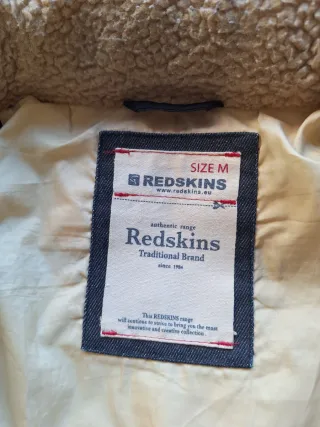 SIZE M
REDSKINS
www.redskins.eu
authentic range
Redskins
Traditional Brand
since 1984
This REDSKINS range
will continue to strive to bring you the most
innovative and creative collection.